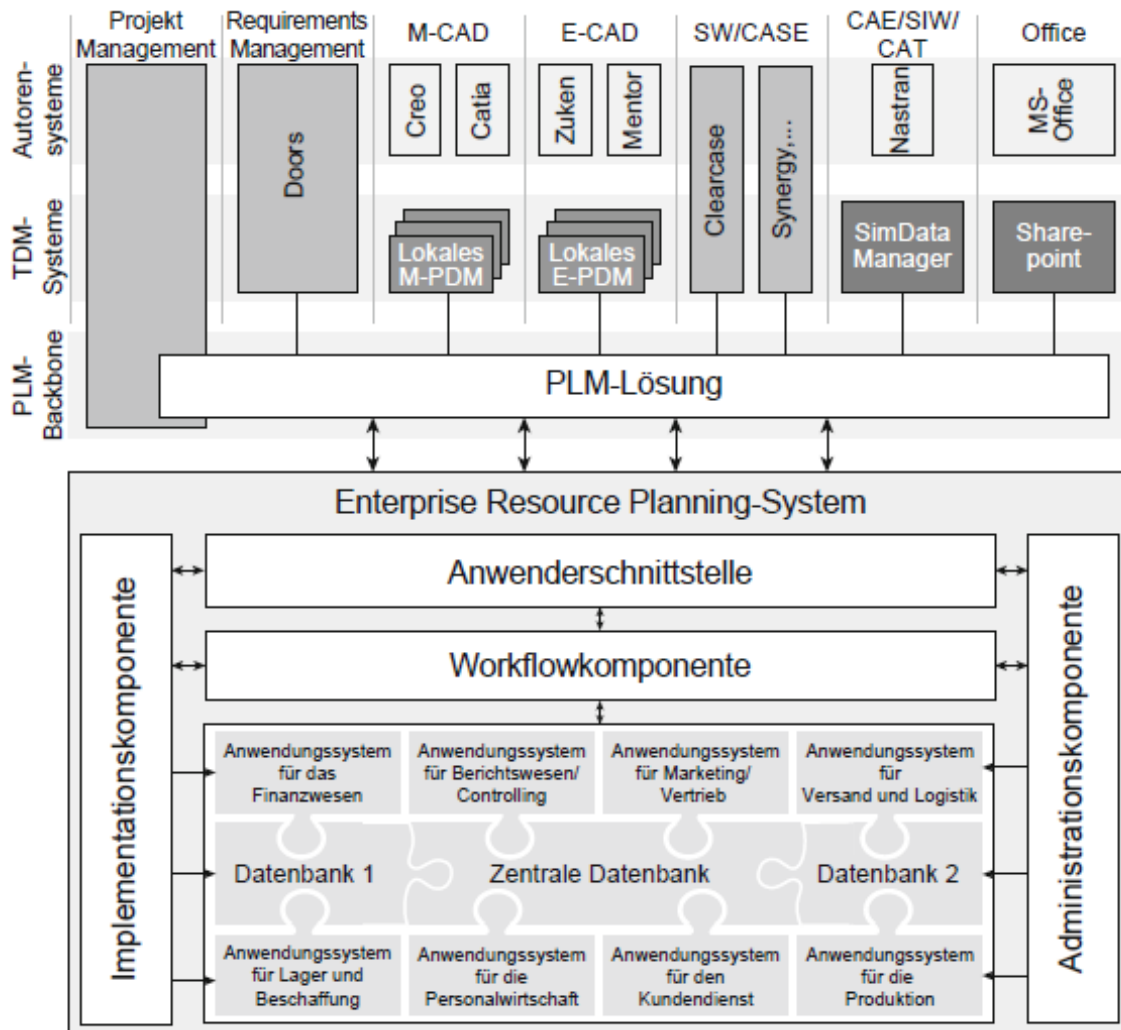 Projekt
Management
Requirements
Management
M-CAD
E-CAD
SW/CASE
CAE/SIW/
CAT
Office
Autoren-
systeme
Creo
Catia
Zuken
Mentor
Nastran
MS-
Office
Doors
Clearcase
Synergy,...
TDM-
Systeme
Lokales
M-PDM
Lokales
E-PDM
SimData
Manager
Share-
point
PLM-
Backbone
PLM-Lösung
Enterprise Resource Planning-System
Implementationskomponente
Anwenderschnittstelle
Administrationskomponente
Workflowkomponente
Anwendungssystem
für das
Finanzwesen
Anwendungssystem
für Berichtswesen/
Controlling
Anwendungssystem
für Marketing/
Vertrieb
Anwendungssystem
für
Versand und Logistik
Datenbank 1
Zentrale Datenbank
Datenbank 2
Anwendungssystem
für Lager und
Beschaffung
Anwendungssystem
für die
Personalwirtschaft
Anwendungssystem
für den
Kundendienst
Anwendungssystem
für die
Produktion